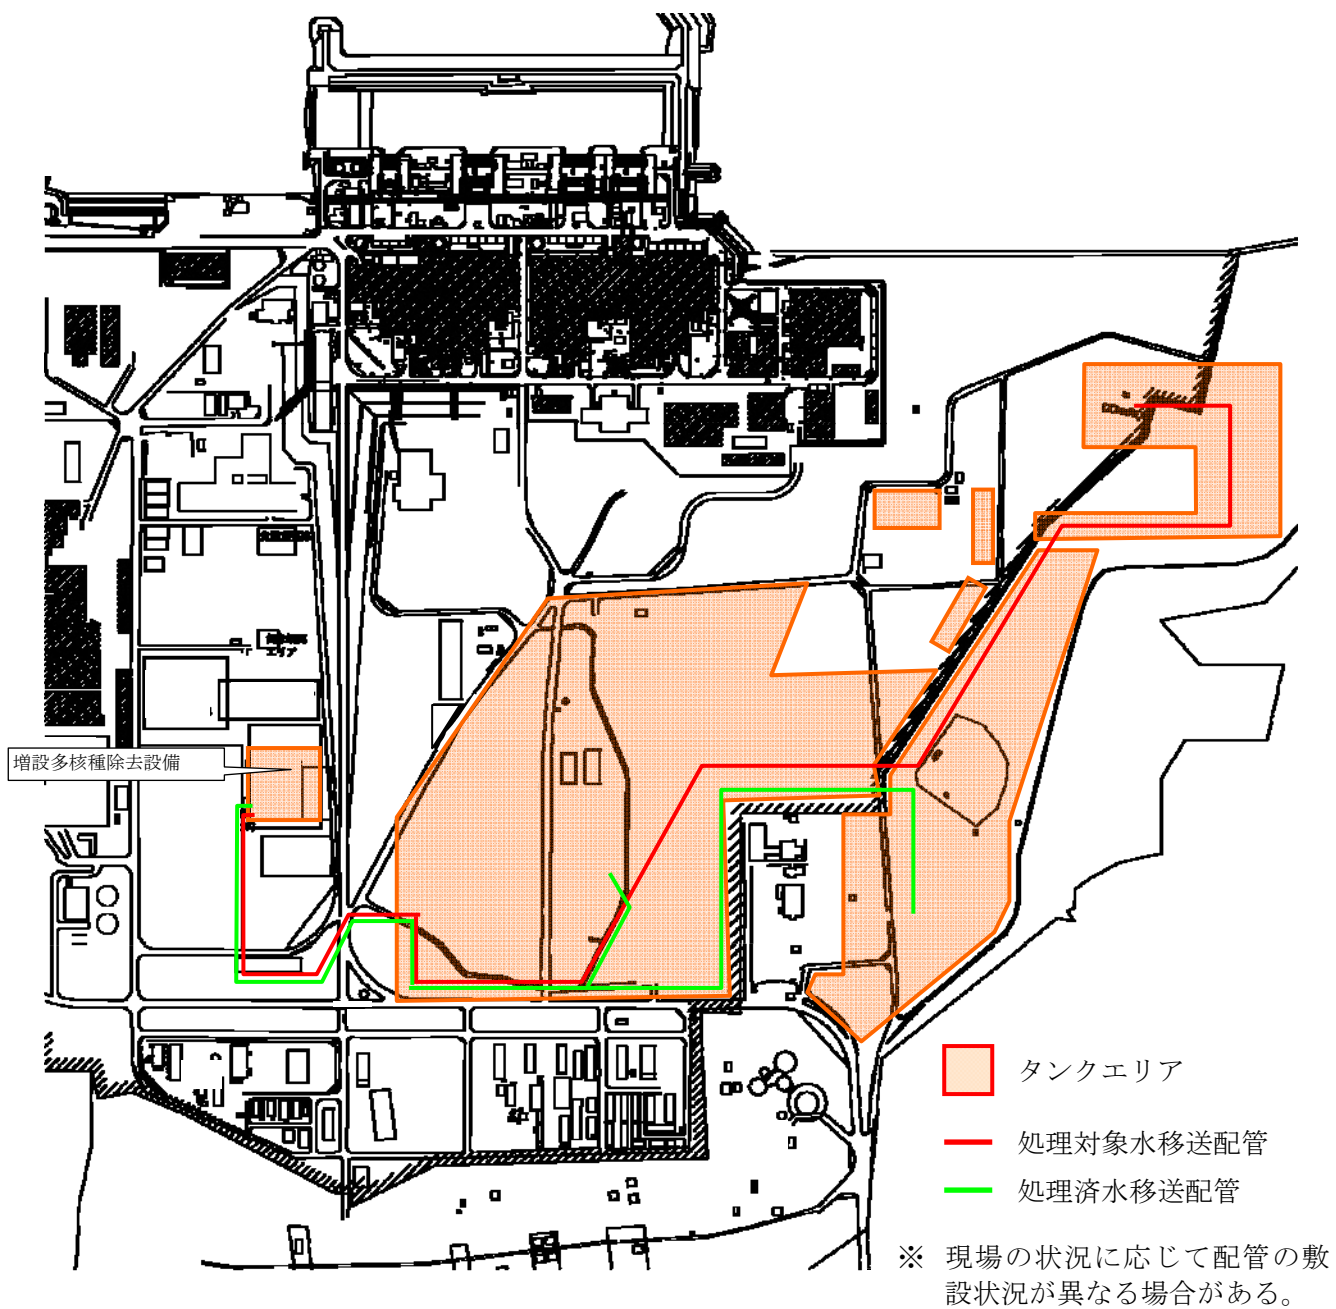 増設多核種除去設備
エリア
タンクエリア
処理対象水移送配管
処理済水移送配管
※ 現場の状況に応じて配管の敷
設状況が異なる場合がある。